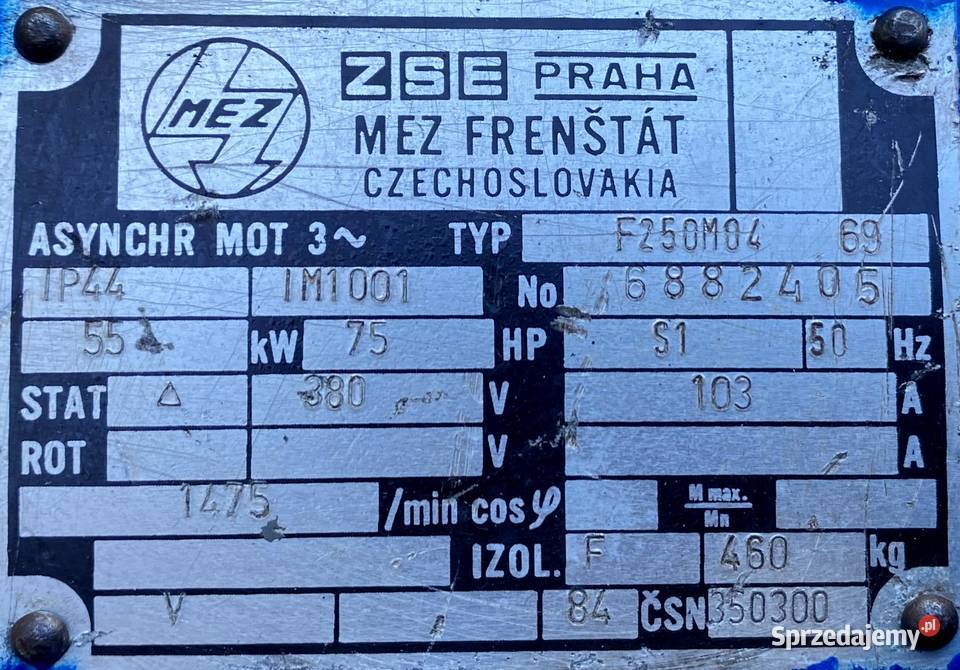 MEZ
ZSE PRAHA
MEZ FRENŠTÁT
CZECHOSLOVAKIA
ASYNCHR MOT 3~ TYP F250M04 69
IP44 IM1001 No 6882405
55 kW 75 HP S1 50 Hz
STAT △ 380 V 103 A
ROT V A
1475 /min cos φ M max. / Mn
IZOL. F 460 kg
V 84 ČSN 350300
Sprzedajemy.pl